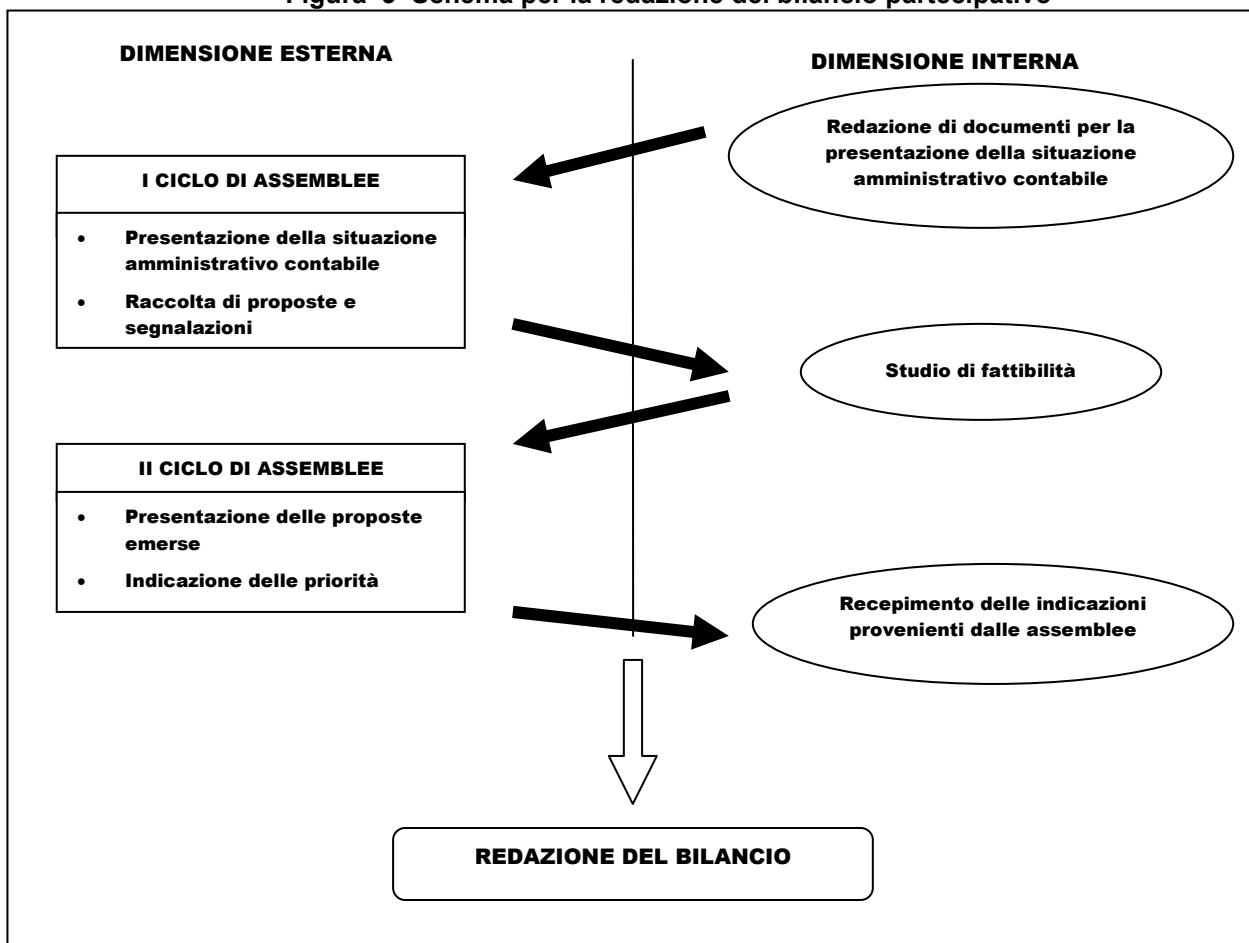 DIMENSIONE ESTERNA
DIMENSIONE INTERNA
Redazione di documenti per la
presentazione della situazione
amministrativo contabile
I CICLO DI ASSEMBLEE
• Presentazione della situazione
amministrativo contabile
• Raccolta di proposte e
segnalazioni
Studio di fattibilità
II CICLO DI ASSEMBLEE
• Presentazione delle proposte
emerse
• Indicazione delle priorità
Recepimento delle indicazioni
provenienti dalle assemblee
REDAZIONE DEL BILANCIO